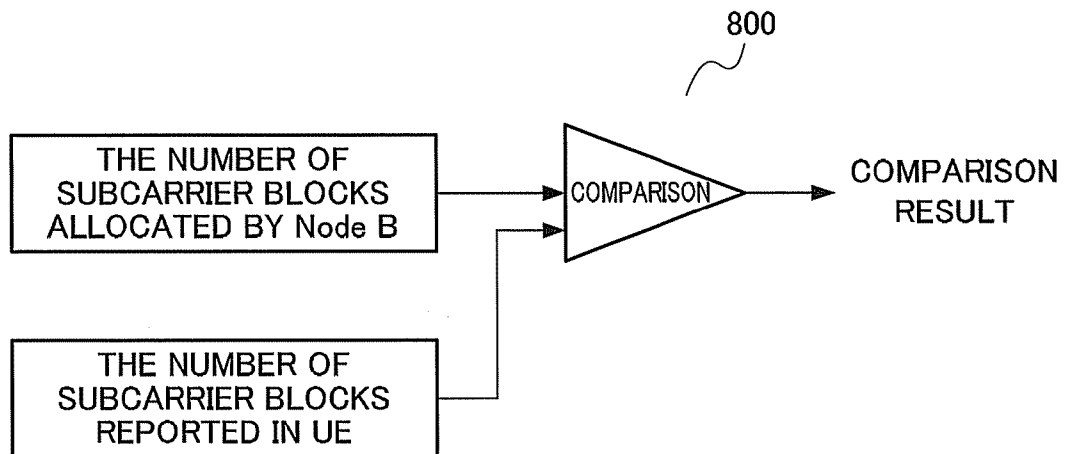 800
THE NUMBER OF
SUBCARRIER BLOCKS
ALLOCATED BY Node B
COMPARISON
COMPARISON
RESULT
THE NUMBER OF
SUBCARRIER BLOCKS
REPORTED IN UE